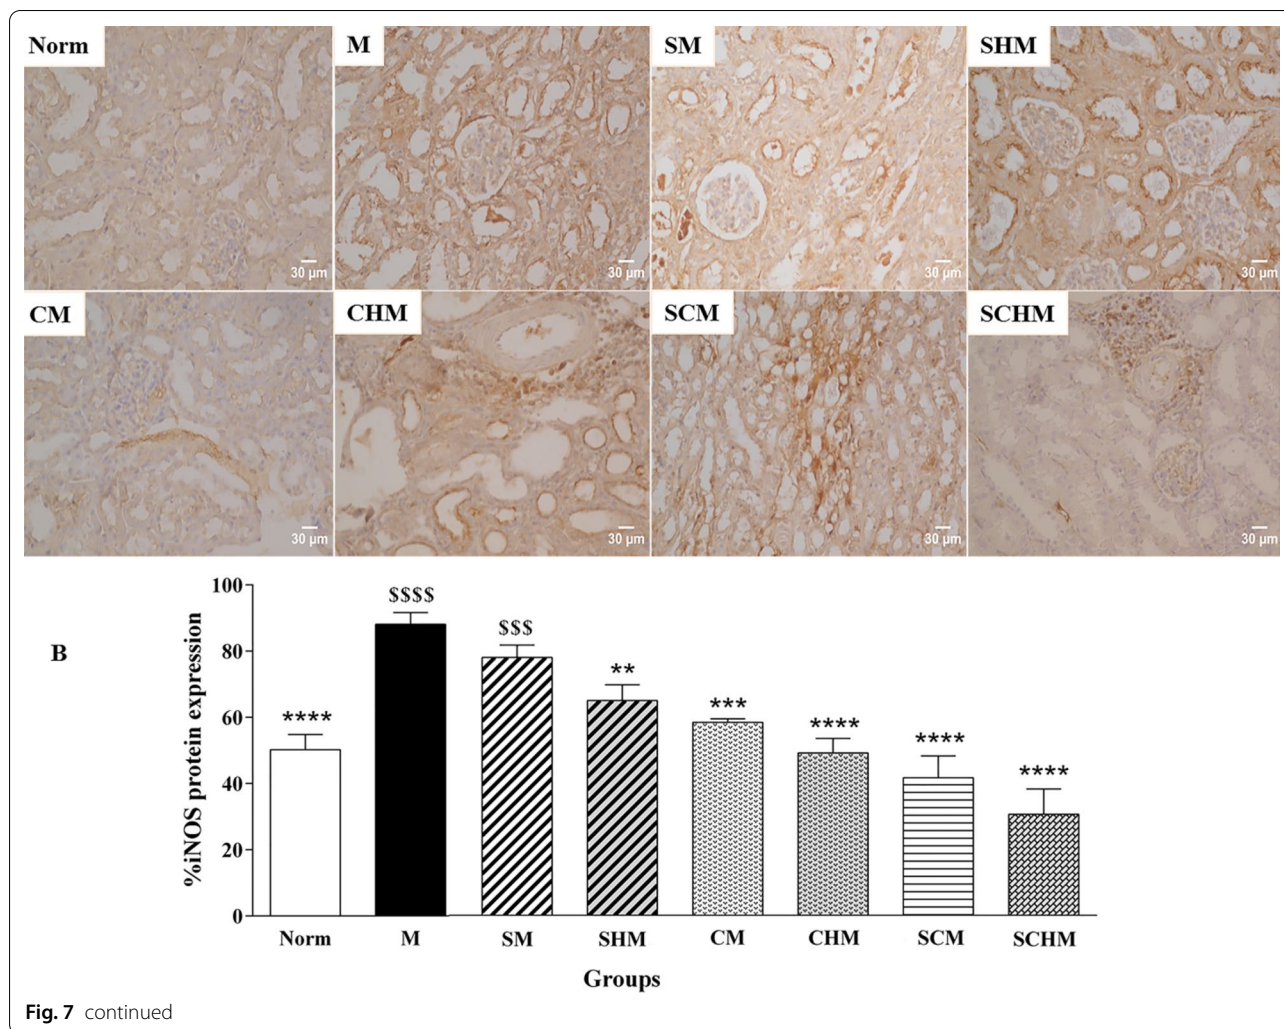 Norm M SM SHM
30 µm 30 µm 30 µm 30 µm
CM CHM SCM SCHM
30 µm 30 µm 30 µm 30 µm
B
%iNOS protein expression
100
80
60
40
20
0
**** $$$$ $$$ ** *** **** **** ****
Norm M SM SHM CM CHM SCM SCHM
Groups
Fig. 7 continued